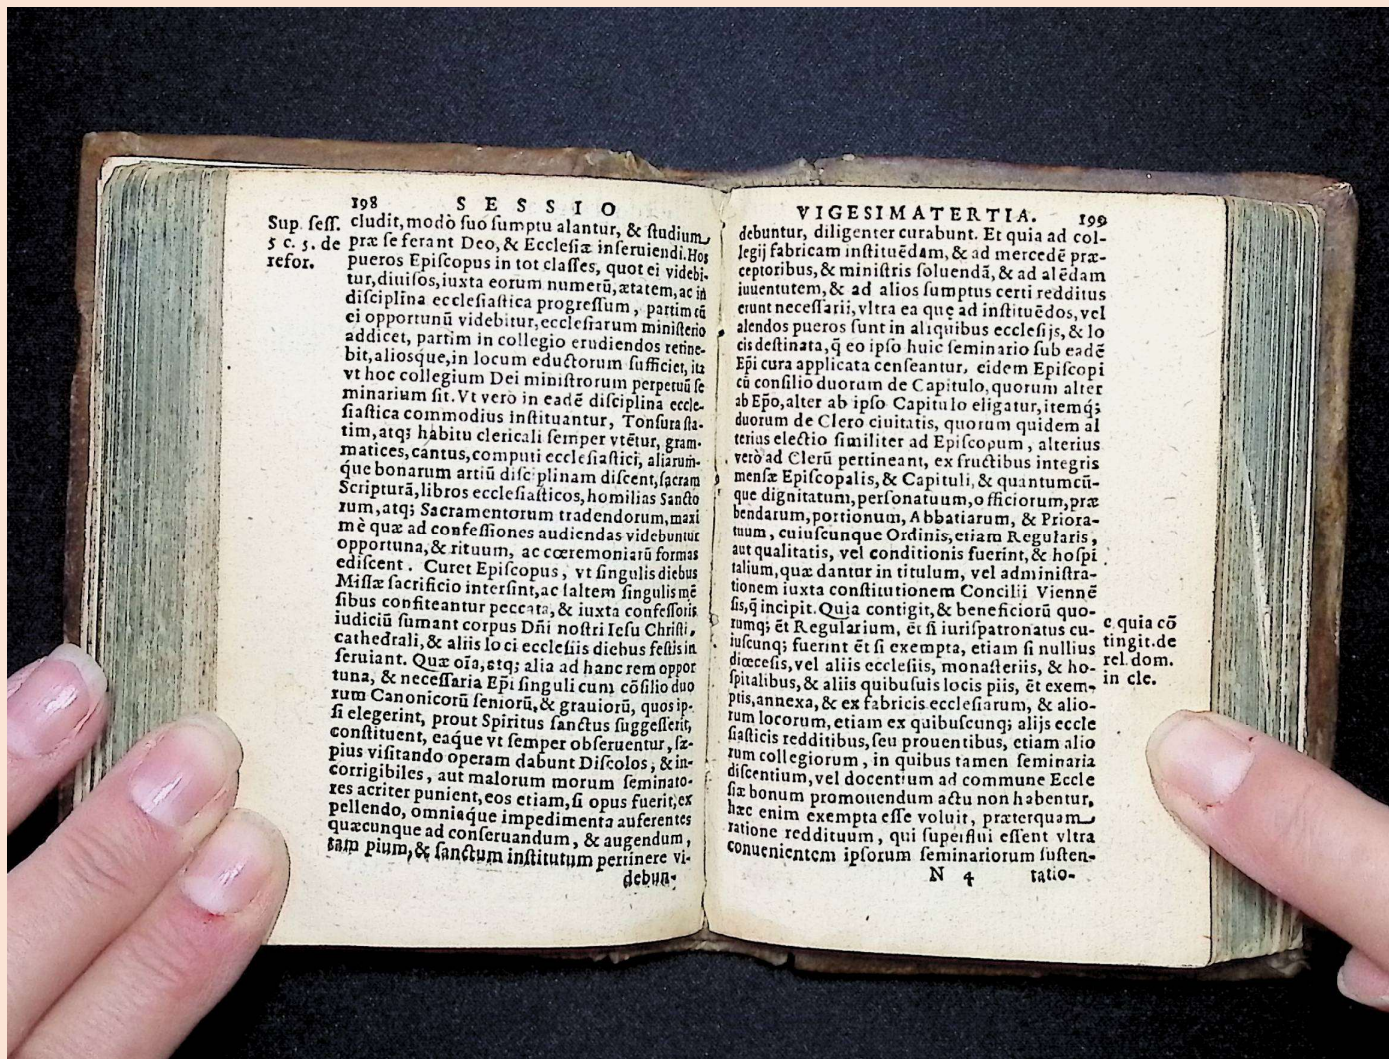 198 SESSIO
Sup. sess.
5 c. 5. de
refor.
cludit, modò suo sumptu alantur, & studium
præ se ferant Deo, & Ecclesiæ inseruiendi. Hos
pueros Episcopus in tot classes, quot ei videbi-
tur, diuisos, iuxta eorum numerū, ætatem, ac in
disciplina ecclesiastica progressum, partim cū
ei opportunū videbitur, ecclesiarum ministerio
addicet, partim in collegio erudiendos retine-
bit, aliosque, in locum eductorum sufficiet, ita
vt hoc collegium Dei ministrorum perpetuū se
minarium sit. Vt verò in eadē disciplina eccle-
siastica commodius instituantur, Tonsura sta-
tim, atq; habitu clericali semper vtētur, gram-
matices, cantus, computi ecclesiastici, aliarum-
que bonarum artiū disciplinam discent, sacram
Scripturā, libros ecclesiasticos, homilias Sancto
rum, atq; Sacramentorum tradendorum, maxi
mè quæ ad confessiones audiendas videbuntur
opportuna, & rituum, ac cœremoniarū formas
ediscent. Curet Episcopus, vt singulis diebus
Missæ sacrificio intersint, ac saltem singulis mē
sibus confiteantur peccata, & iuxta confessoris
iudiciū sumant corpus Dñi nostri Iesu Christi,
cathedrali, & aliis loci ecclesiis diebus festis in
seruiant. Quæ oīa, atq; alia ad hanc rem oppor
tuna, & necessaria Ep̄i singuli cum cōsilio duo
rum Canonicorū seniorū, & grauiorū, quos ip-
si elegerint, prout Spiritus sanctus suggesserit,
constituent, eaque vt semper obseruentur, sæ-
pius visitando operam dabunt Discolos, & in-
corrigibiles, aut malorum morum seminato-
res acriter punient, eos etiam, si opus fuerit, ex
pellendo, omniaque impedimenta auferentes
quæcunque ad conseruandum, & augendum,
tam pium, & sanctum institutum pertinere vi-
debun-
VIGESIMATERTIA. 199
debuntur, diligenter curabunt. Et quia ad col-
legij fabricam instituēdam, & ad mercedē præ-
ceptoribus, & ministris soluendā, & ad alēdam
iuuentutem, & ad alios sumptus certi redditus
erunt necessarii, vltra ea quę ad instituēdos, vel
alendos pueros sunt in aliquibus ecclesijs, & lo
cis destinata, q̄ eo ipso huic seminario sub eadē
Ep̄i cura applicata censeantur, eidem Episcopi
cū consilio duorum de Capitulo, quorum alter
ab Ep̄o, alter ab ipso Capitulo eligatur, itemq;
duorum de Clero ciuitatis, quorum quidem al
terius electio similiter ad Episcopum, alterius
verò ad Clerū pertineant, ex fructibus integris
mensæ Episcopalis, & Capituli, & quantumcū-
que dignitatum, personatuum, officiorum, præ
bendarum, portionum, Abbatiarum, & Priora-
tuum, cuiuscunque Ordinis, etiam Regularis,
aut qualitatis, vel conditionis fuerint, & hospi
talium, quæ dantur in titulum, vel administra-
tionem iuxta constitutionem Concilii Viennē
sis, q̄ incipit. Quia contigit, & beneficiorū quo-
rumq; ēt Regularium, ēt si iurispatronatus cu-
iuscunq; fuerint ēt si exempta, etiam si nullius
diœcesis, vel aliis ecclesiis, monasteriis, & ho-
spitalibus, & aliis quibusuis locis piis, ēt exem-
ptis, annexa, & ex fabricis ecclesiarum, & alio-
rum locorum, etiam ex quibuscunq; alijs eccle
siasticis redditibus, seu prouentibus, etiam alio
rum collegiorum, in quibus tamen seminaria
discentium, vel docentium ad commune Eccle
siæ bonum promouendum actu non habentur,
hæc enim exempta esse voluit, præterquam
ratione reddituum, qui superflui essent vltra
conuenientem ipsorum seminariorum susten-
N 4 tatio-
c quia cō
tingit. de
rel. dom.
in cle.